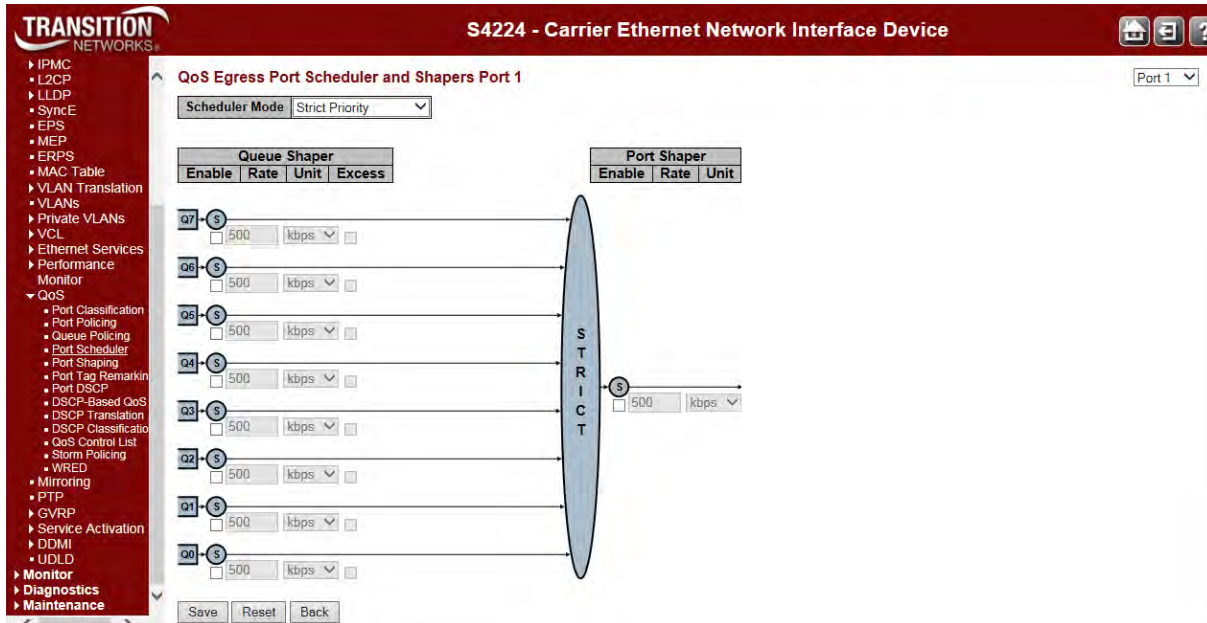 TRANSITION
NETWORKS®
S4224 - Carrier Ethernet Network Interface Device
?
IPMC
L2CP
LLDP
SyncE
EPS
MEP
ERPS
MAC Table
VLAN Translation
VLANs
Private VLANs
VCL
Ethernet Services
Performance
Monitor
QoS
Port Classification
Port Policing
Queue Policing
Port Scheduler
Port Shaping
Port Tag Remarkin
Port DSCP
DSCP-Based QoS
DSCP Translation
DSCP Classificatio
QoS Control List
Storm Policing
WRED
Mirroring
PTP
GVRP
Service Activation
DDMI
UDLD
Monitor
Diagnostics
Maintenance
QoS Egress Port Scheduler and Shapers Port 1
Port 1
Scheduler Mode Strict Priority
Queue Shaper
Enable Rate Unit Excess
Port Shaper
Enable Rate Unit
Q7 S
500 kbps
Q6 S
500 kbps
Q5 S
500 kbps
Q4 S
500 kbps
Q3 S
500 kbps
Q2 S
500 kbps
Q1 S
500 kbps
Q0 S
500 kbps
STRICT
S
500 kbps
Save Reset Back